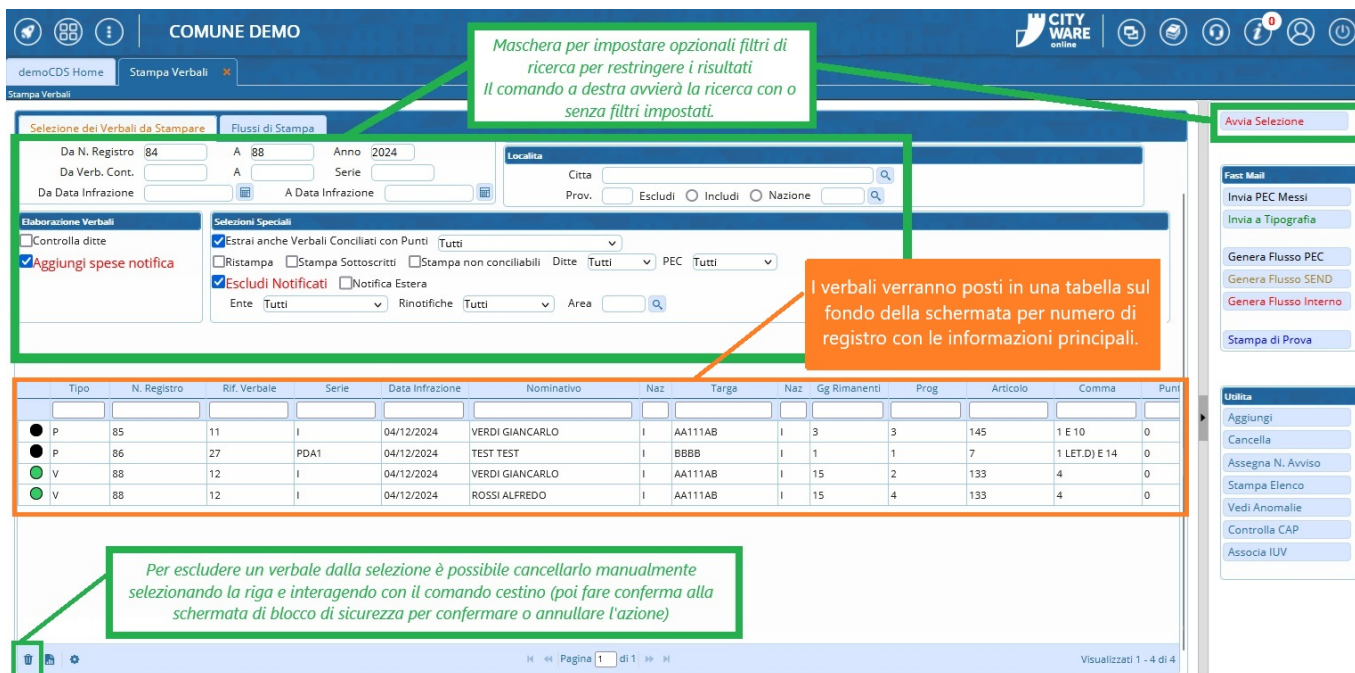 COMUNE DEMO
CITY
WARE
online
0
demoCDS Home
Stampa Verbali
Stampa Verbali
Maschera per impostare opzionali filtri di
ricerca per restringere i risultati
Il comando a destra avvierà la ricerca con o
senza filtri impostati.
Selezione dei Verbali da Stampare
Flussi di Stampa
Da N. Registro 84 A 88 Anno 2024
Da Verb. Cont. A Serie
Da Data Infrazione A Data Infrazione
Localita
Citta
Prov. Escludi Includi Nazione
Elaborazione Verbali
Controlla ditte
Aggiungi spese notifica
Selezioni Speciali
Estrai anche Verbali Conciliati con Punti Tutti
Ristampa Stampa Sottoscritti Stampa non conciliabili Ditte Tutti PEC Tutti
Escludi Notificati Notifica Estera
Ente Tutti Rinotifiche Tutti Area
I verbali verranno posti in una tabella sul
fondo della schermata per numero di
registro con le informazioni principali.
Tipo N. Registro Rif. Verbale Serie Data Infrazione Nominativo Naz Targa Naz Gg Rimanenti Prog Articolo Comma Punt
P 85 11 I 04/12/2024 VERDI GIANCARLO I AA111AB I 3 3 145 1 E 10 0
P 86 27 PDA1 04/12/2024 TEST TEST I BBBB I 1 1 7 1 LET.D) E 14 0
V 88 12 I 04/12/2024 VERDI GIANCARLO I AA111AB I 15 2 133 4 0
V 88 12 I 04/12/2024 ROSSI ALFREDO I AA111AB I 15 4 133 4 0
Per escludere un verbale dalla selezione è possibile cancellarlo manualmente
selezionando la riga e interagendo con il comando cestino (poi fare conferma alla
schermata di blocco di sicurezza per confermare o annullare l'azione)
Pagina 1 di 1
Visualizzati 1 - 4 di 4
Avvia Selezione
Fast Mail
Invia PEC Messi
Invia a Tipografia
Genera Flusso PEC
Genera Flusso SEND
Genera Flusso Interno
Stampa di Prova
Utilita
Aggiungi
Cancella
Assegna N. Avviso
Stampa Elenco
Vedi Anomalie
Controlla CAP
Associa IUV